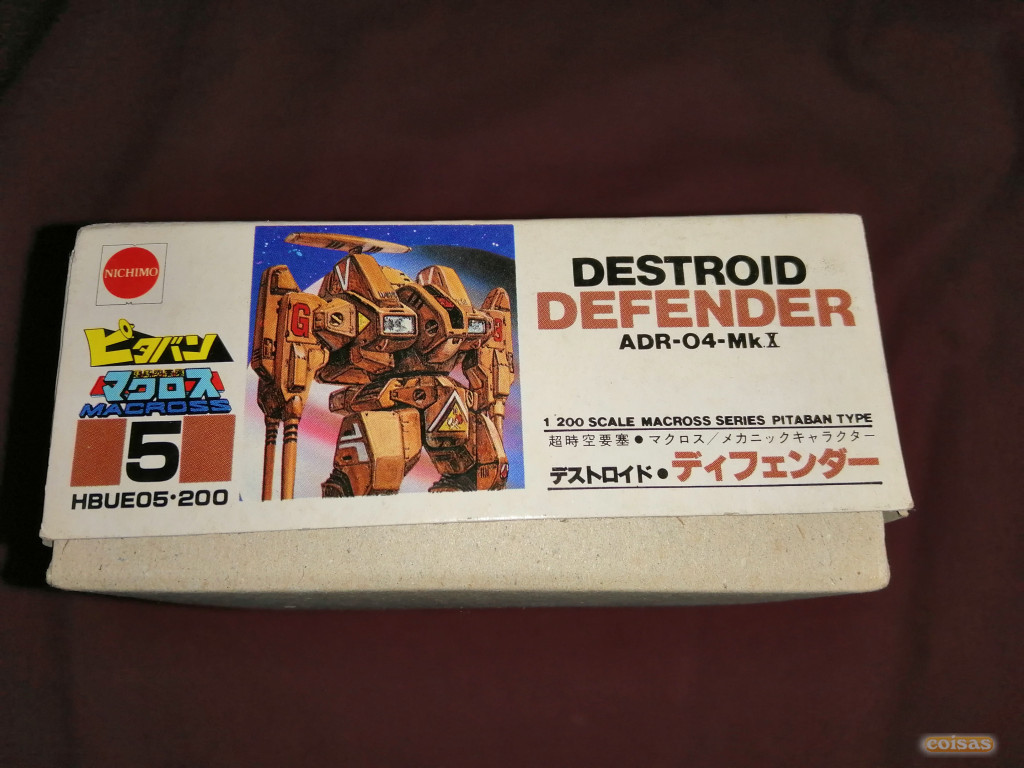 NICHIMO
ピタバン
マクロス
MACROSS
5
HBUE05・200
G
DESTROID
DEFENDER
ADR-04-Mk.X
1 200 SCALE MACROSS SERIES PITABAN TYPE
超時空要塞●マクロス/メカニックキャラクター
デストロイド●ディフェンダー
coisas